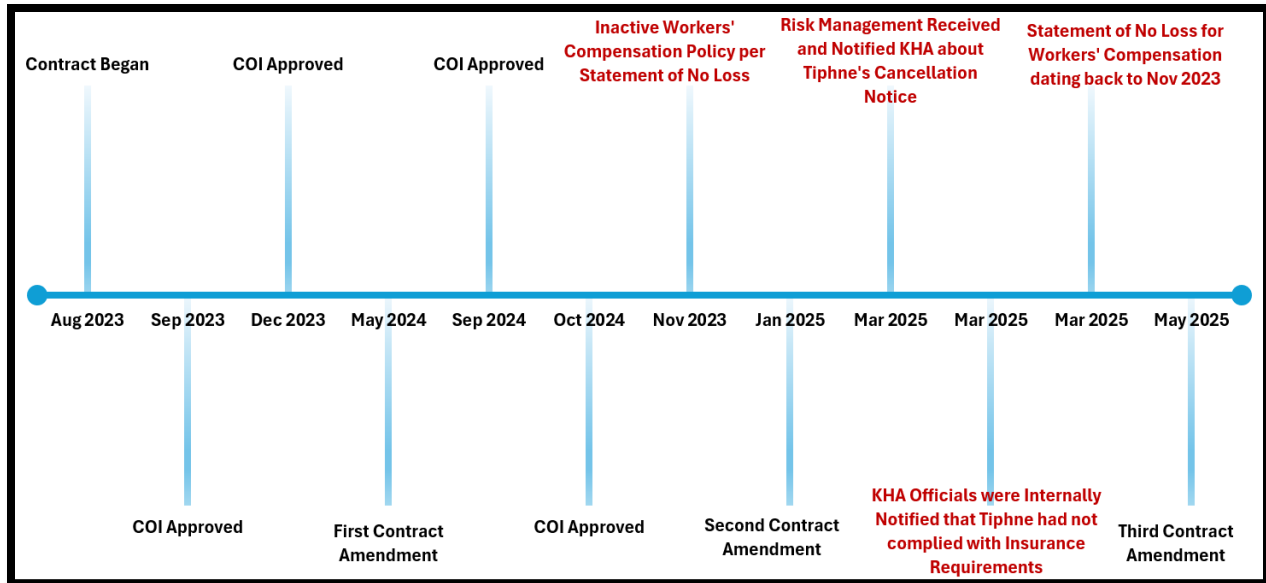 Contract Began
COI Approved
COI Approved
Inactive Workers'
Compensation Policy per
Statement of No Loss
Risk Management Received
and Notified KHA about
Tiphne's Cancellation
Notice
Statement of No Loss for
Workers' Compensation
dating back to Nov 2023
Aug 2023 Sep 2023 Dec 2023 May 2024 Sep 2024 Oct 2024 Nov 2023 Jan 2025 Mar 2025 Mar 2025 Mar 2025 May 2025
COI Approved
First Contract
Amendment
COI Approved
Second Contract
Amendment
KHA Officials were Internally
Notified that Tiphne had not
complied with Insurance
Requirements
Third Contract
Amendment